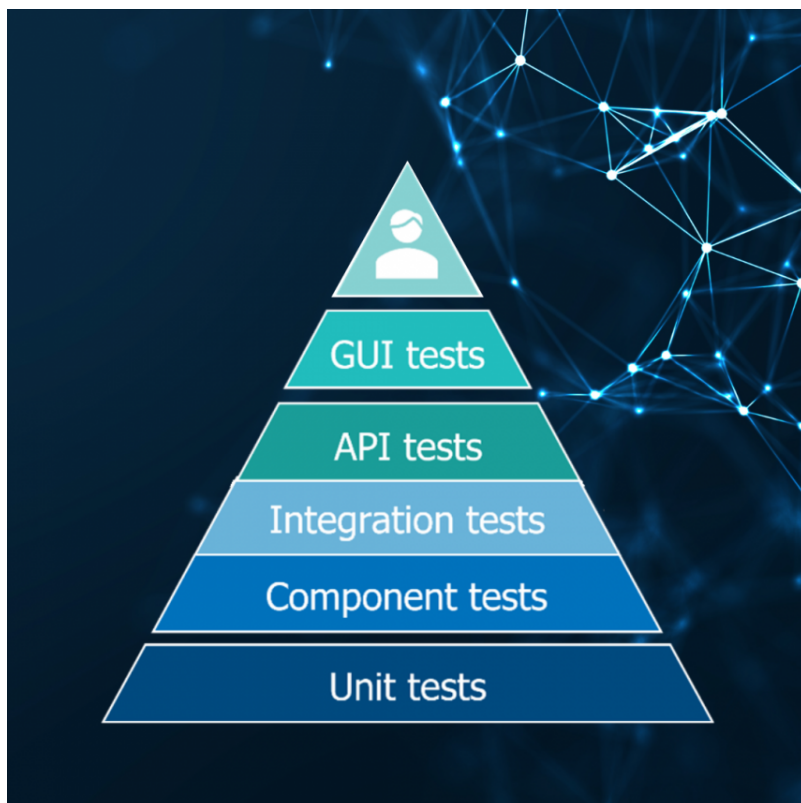 GUI tests
API tests
Integration tests
Component tests
Unit tests